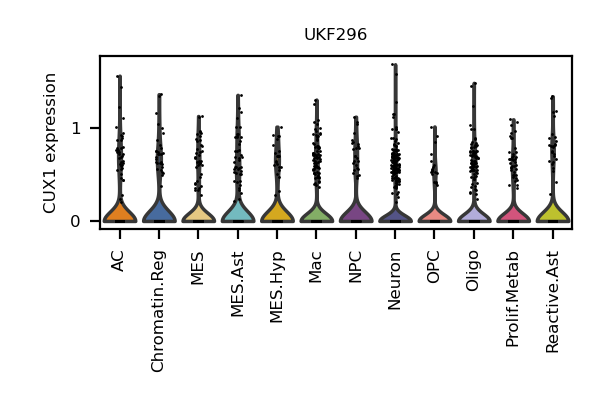 UKF296
CUX1 expression
1
0
AC
Chromatin.Reg
MES
MES.Ast
MES.Hyp
Mac
NPC
Neuron
OPC
Oligo
Prolif.Metab
Reactive.Ast